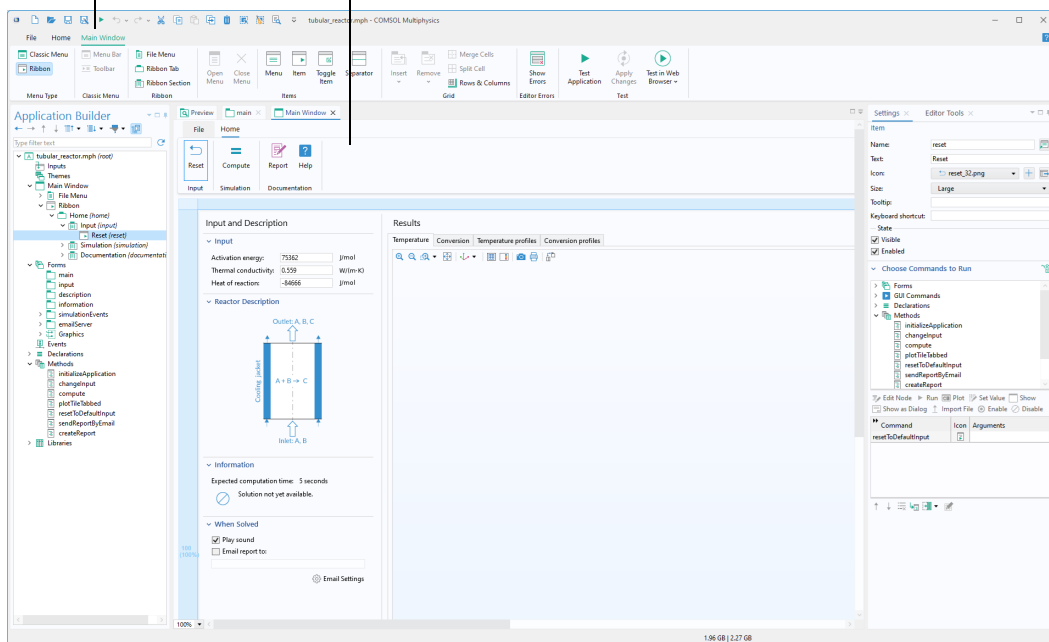 tubular_reactor.mph - COMSOL Multiphysics
File Home Main Window
Classic Menu Menu Bar File Menu
Ribbon Toolbar Ribbon Tab
Ribbon Section
Open Menu Close Menu Menu Item Toggle Item Separator
Insert Remove Merge Cells
Split Cell
Rows & Columns
Show Errors
Test Application Apply Changes Test in Web Browser
Menu Type Classic Menu Ribbon Items Grid Editor Errors Test
Application Builder
Type filter text
tubular_reactor.mph (root)
Inputs
Themes
Main Window
File Menu
Ribbon
Home (home)
Input (input)
Reset (reset)
Simulation (simulation)
Documentation (documentati
Forms
main
input
description
information
simulationEvents
emailServer
Graphics
Events
Declarations
Methods
initializeApplication
changeInput
compute
plotTileTabbed
resetToDefaultInput
sendReportByEmail
createReport
Libraries
Preview main Main Window
File Home
Reset Compute Report Help
Input Simulation Documentation
Input and Description
Input
Activation energy: 75362 J/mol
Thermal conductivity: 0.559 W/(m·K)
Heat of reaction: -84666 J/mol
Reactor Description
Outlet: A, B, C
Cooling jacket
A + B → C
Inlet: A, B
Information
Expected computation time: 5 seconds
Solution not yet available.
When Solved
Play sound
Email report to:
Email Settings
100
(100%)
100%
Results
Temperature Conversion Temperature profiles Conversion profiles
Settings Editor Tools
Item
Name: reset
Text: Reset
Icon: reset_32.png
Size: Large
Tooltip:
Keyboard shortcut:
State
Visible
Enabled
Choose Commands to Run
Forms
GUI Commands
Declarations
Methods
initializeApplication
changeInput
compute
plotTileTabbed
resetToDefaultInput
sendReportByEmail
createReport
Edit Node Run Plot Set Value Show
Show as Dialog Import File Enable Disable
Command Icon Arguments
resetToDefaultInput
1.96 GB | 2.27 GB